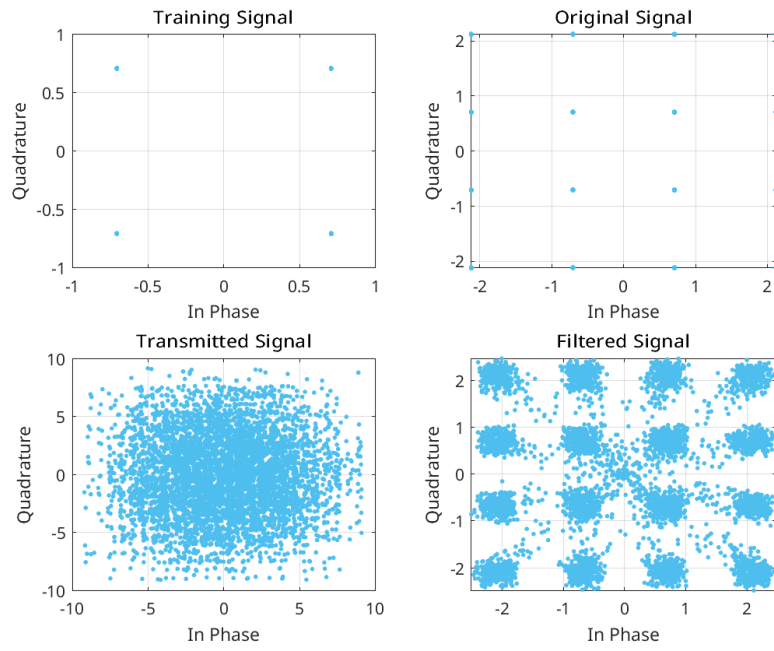 Training Signal
1
0.5
0
-0.5
-1
Quadrature
-1 -0.5 0 0.5 1
In Phase
Original Signal
2
1
0
-1
-2
Quadrature
-2 -1 0 1 2
In Phase
Transmitted Signal
10
5
0
-5
-10
Quadrature
-10 -5 0 5 10
In Phase
Filtered Signal
2
1
0
-1
-2
Quadrature
-2 -1 0 1 2
In Phase